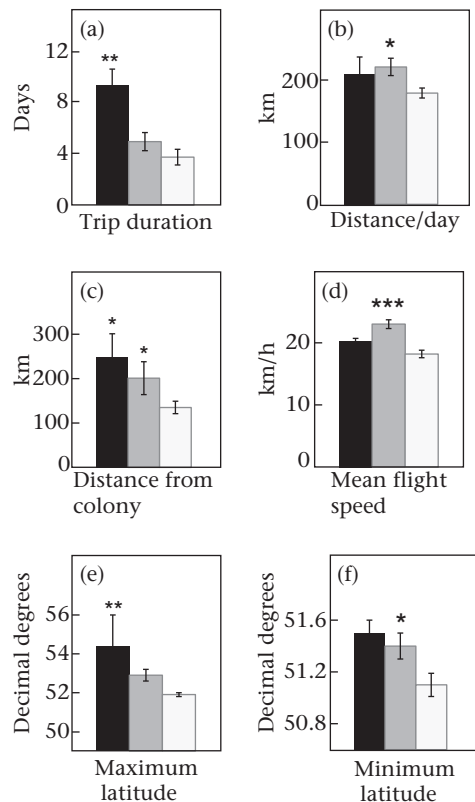 (a)
**
Days
12
8
4
0
Trip duration
(b)
*
km
200
100
0
Distance/day
(c)
*
*
km
300
200
100
0
Distance from
colony
(d)
***
km/h
20
10
0
Mean flight
speed
(e)
**
Decimal degrees
56
54
52
50
Maximum
latitude
(f)
*
Decimal degrees
51.6
51.2
50.8
Minimum
latitude